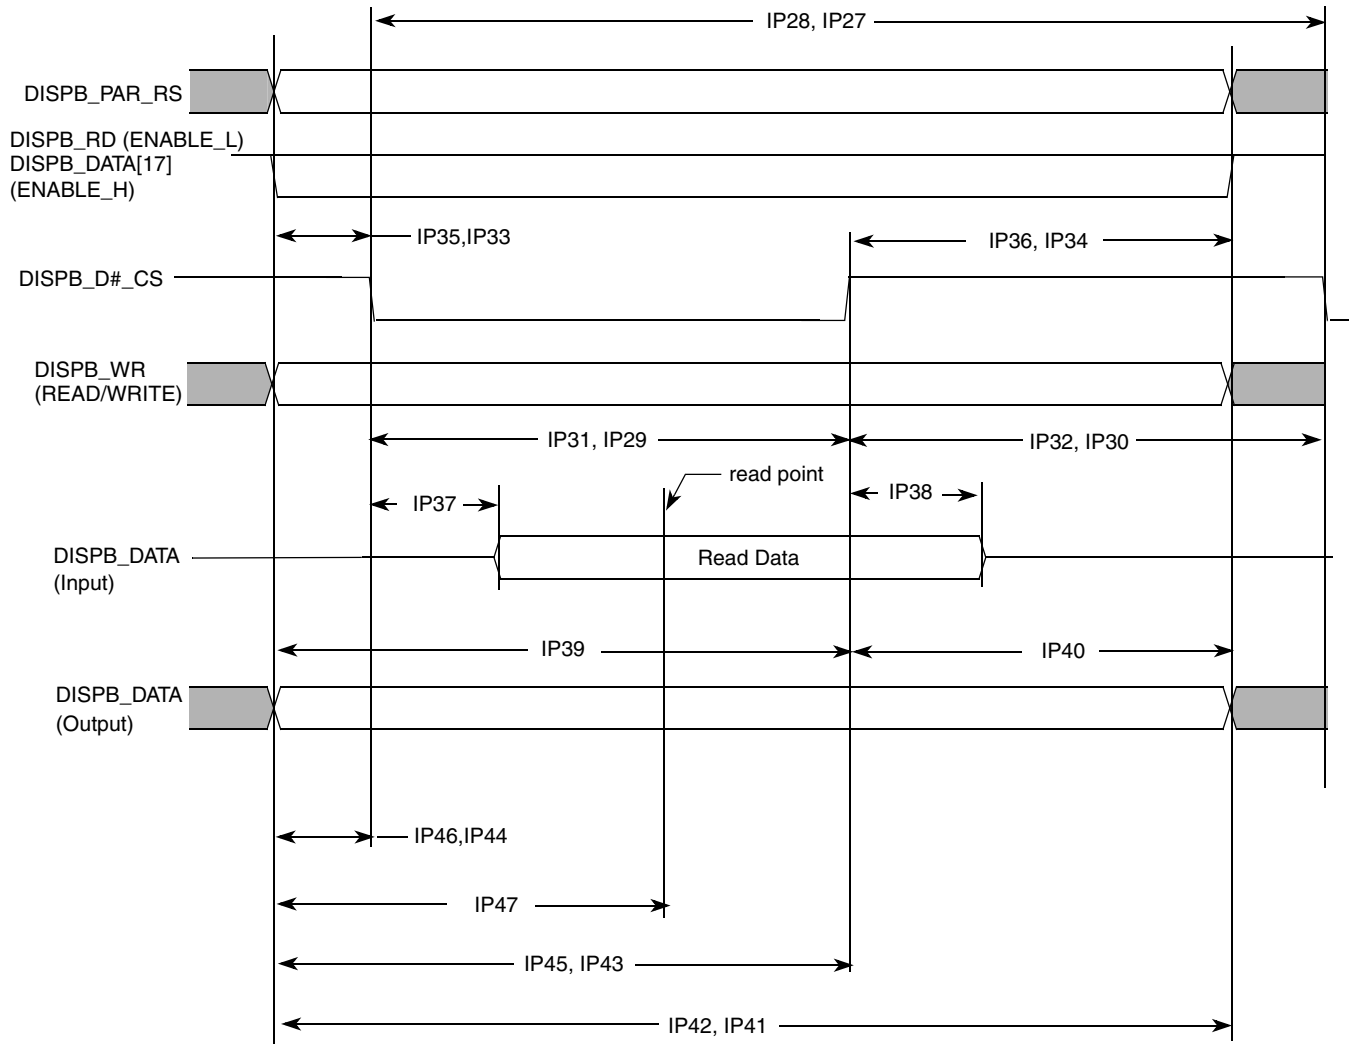 IP28, IP27
DISPB_PAR_RS
DISPB_RD (ENABLE_L)
DISPB_DATA[17]
(ENABLE_H)
IP35,IP33
IP36, IP34
DISPB_D#_CS
DISPB_WR
(READ/WRITE)
IP31, IP29
IP32, IP30
read point
IP37
IP38
DISPB_DATA
(Input)
Read Data
IP39
IP40
DISPB_DATA
(Output)
IP46,IP44
IP47
IP45, IP43
IP42, IP41